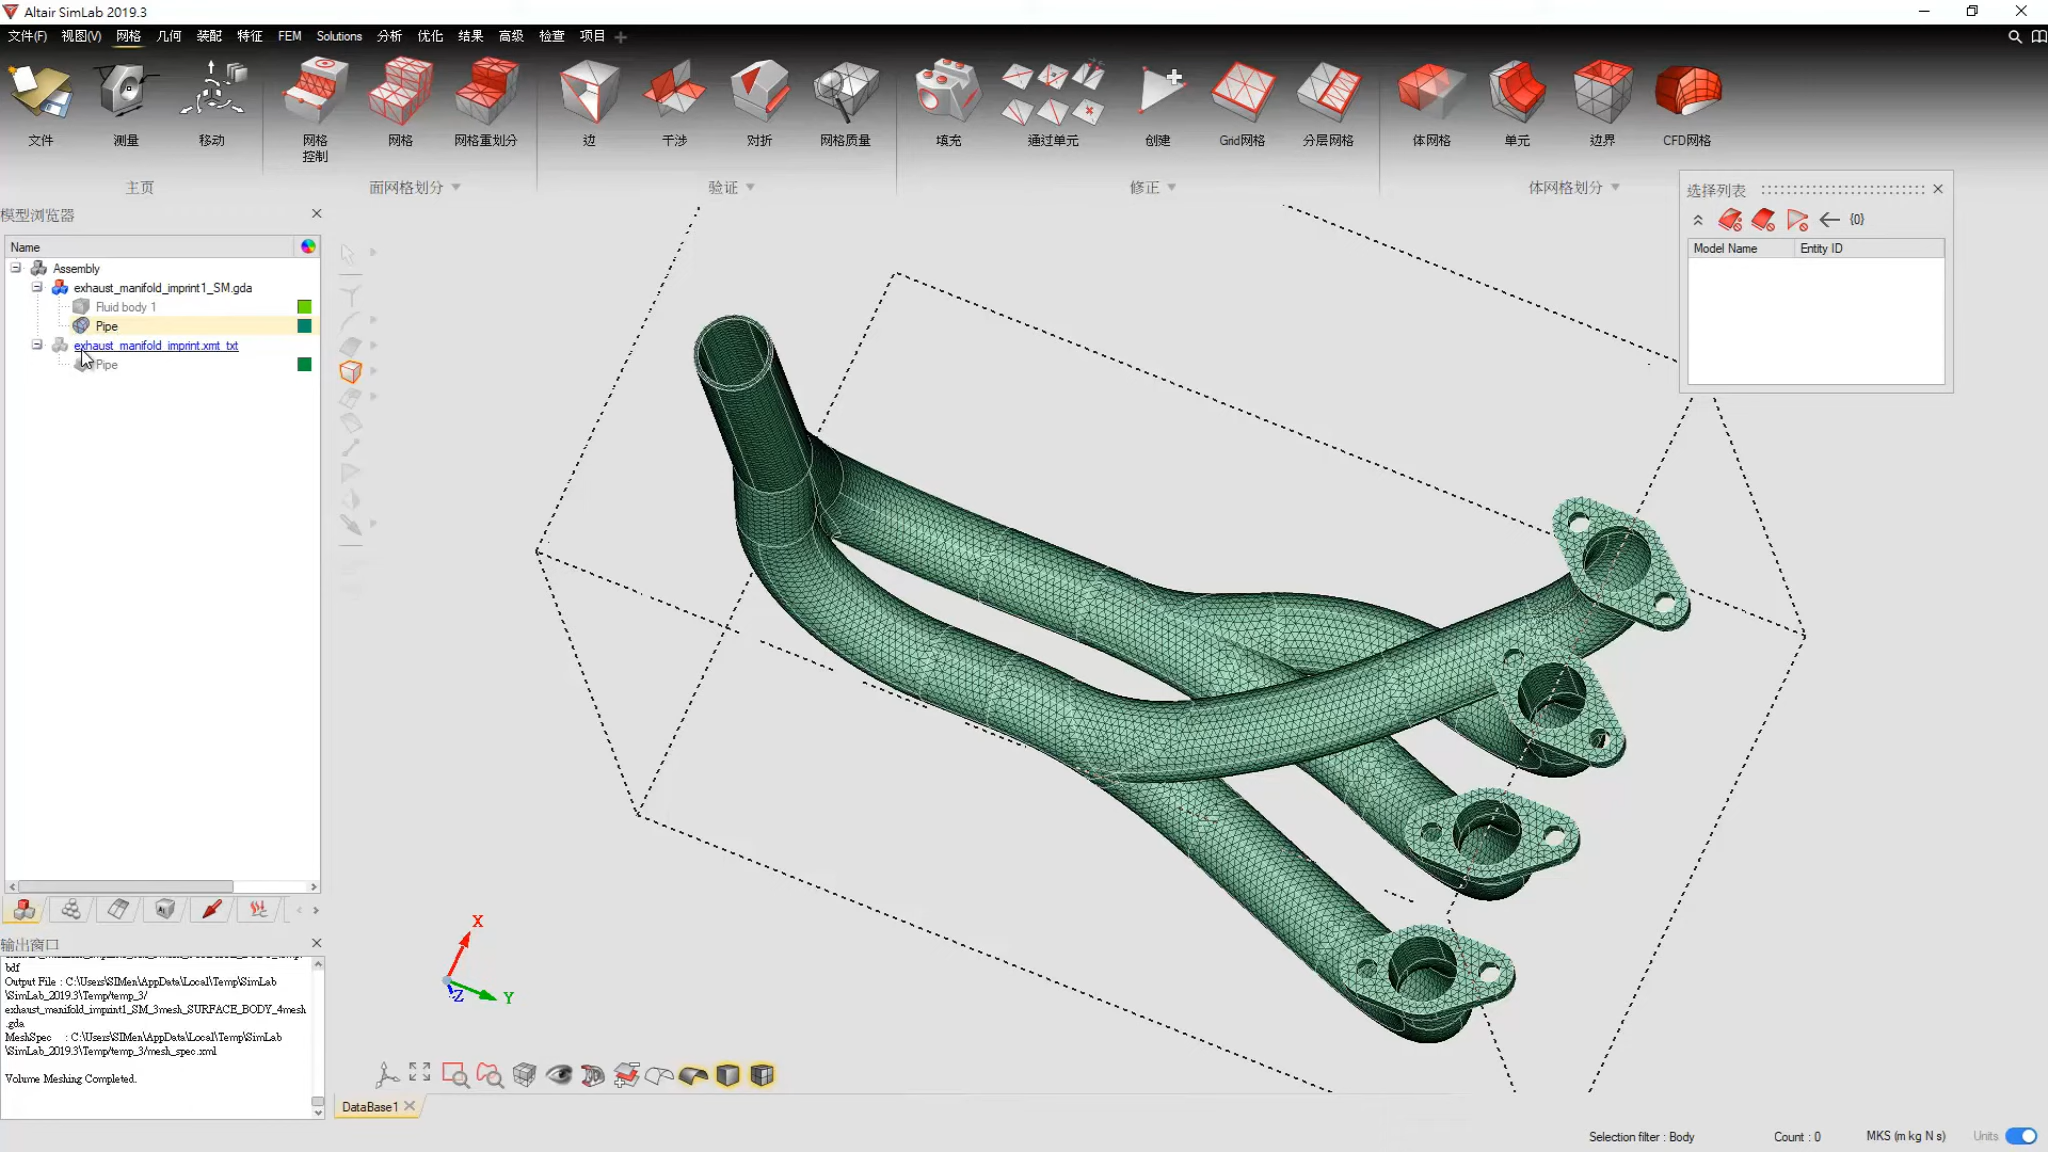 Altair SimLab 2019.3
文件(F) 视图(V) 网格 几何 装配 特征 FEM Solutions 分析 优化 结果 高级 检查 项目
文件 测量 移动 网格控制 网格 网格重划分 边 干涉 对折 网格质量 填充 通过单元 创建 Grid网格 分层网格 体网格 单元 边界 CFD网格
主页 面网格划分 验证 修正 体网格划分
模型浏览器
Name
Assembly
exhaust_manifold_imprint1_SM.gda
Fluid body 1
Pipe
exhaust_manifold_imprint.xmt_txt
Pipe
选择列表
{0}
Model Name Entity ID
X
Y
Z
输出窗口
bdf
Output File : C:\Users\SIMen\AppData\Local\Temp\SimLab
\SimLab_2019.3\Temp/temp_3/
exhaust_manifold_imprint1_SM_3mesh_SURFACE_BODY_4mesh
.gda
MeshSpec : C:\Users\SIMen\AppData\Local\Temp\SimLab
\SimLab_2019.3\Temp/temp_3/mesh_spec.xml
Volume Meshing Completed.
DataBase1
Selection filter : Body Count : 0 MKS (m kg N s) Units